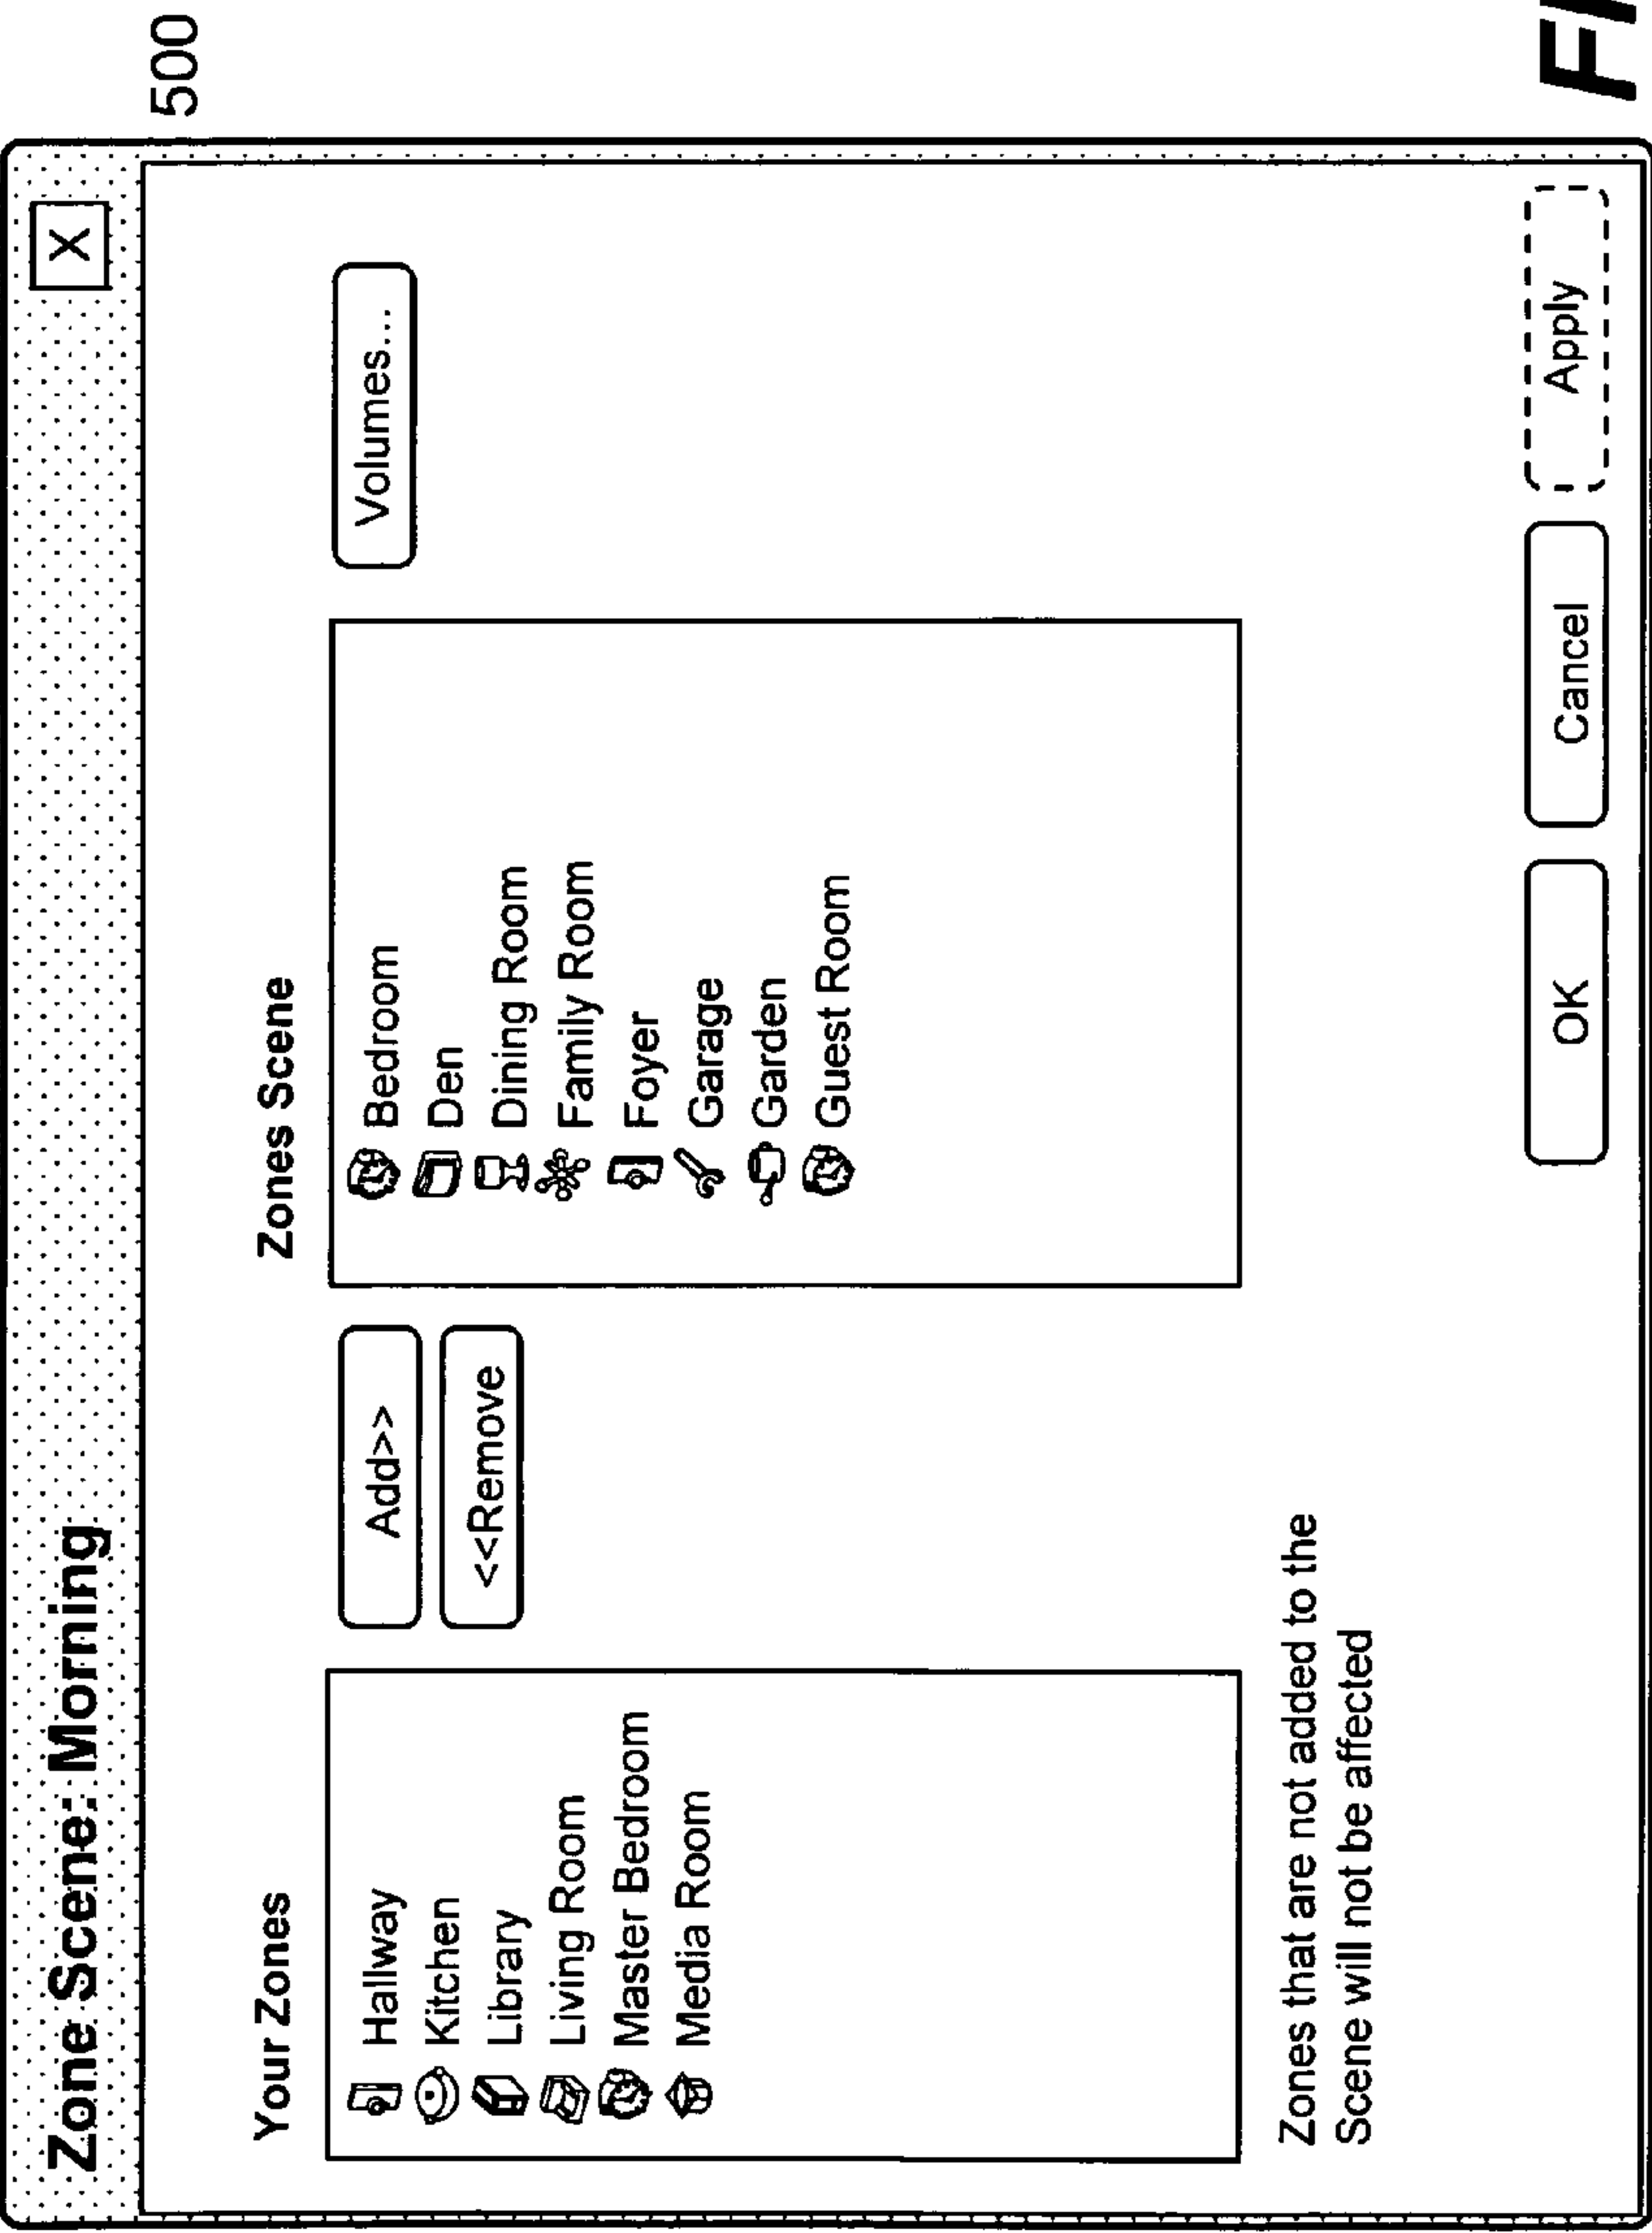 Zone Scene: Morning
X
500
Your Zones
Hallway
Kitchen
Library
Living Room
Master Bedroom
Media Room
Add>>
<<Remove
Zones Scene
Bedroom
Den
Dining Room
Family Room
Foyer
Garage
Garden
Guest Room
Volumes...
Zones that are not added to the
Scene will not be affected
OK
Cancel
Apply